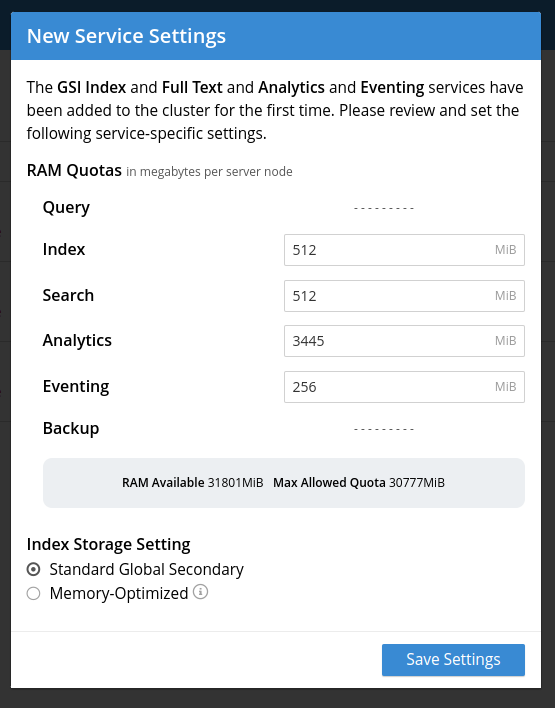 New Service Settings
The GSI Index and Full Text and Analytics and Eventing services have
been added to the cluster for the first time. Please review and set the
following service-specific settings.
RAM Quotas in megabytes per server node
Query ---------
Index 512 MiB
Search 512 MiB
Analytics 3445 MiB
Eventing 256 MiB
Backup ---------
RAM Available 31801MiB Max Allowed Quota 30777MiB
Index Storage Setting
Standard Global Secondary
Memory-Optimized
Save Settings